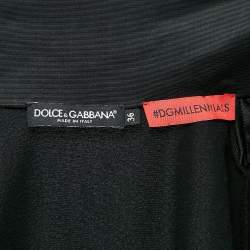 DOLCE & GABBANA
MADE IN ITALY
36
#DGMILLENNIALS